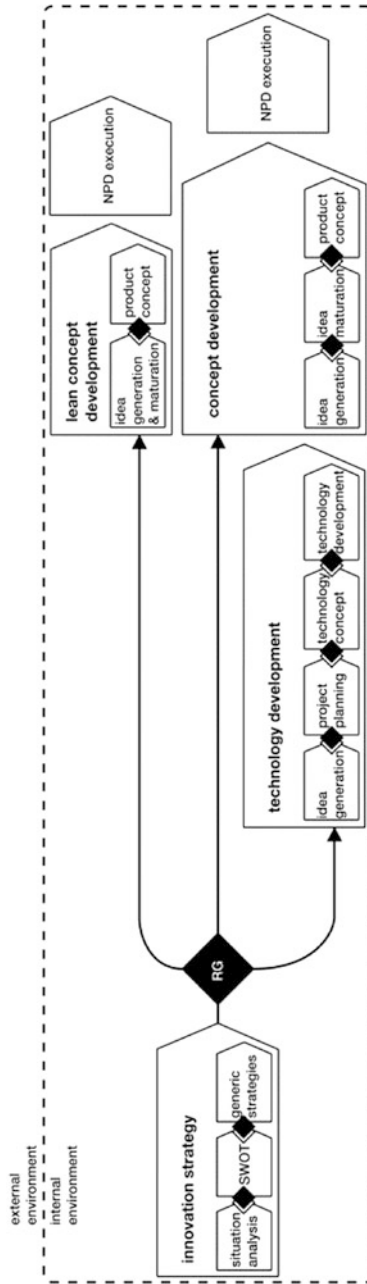 external
environment
internal
environment
innovation strategy
situation
analysis
SWOT
generic
strategies
RG
lean concept
development
idea
generation
& maturation
product
concept
NPD execution
concept development
idea
generation
idea
maturation
product
concept
NPD execution
technology development
idea
generation
project
planning
technology
concept
technology
development